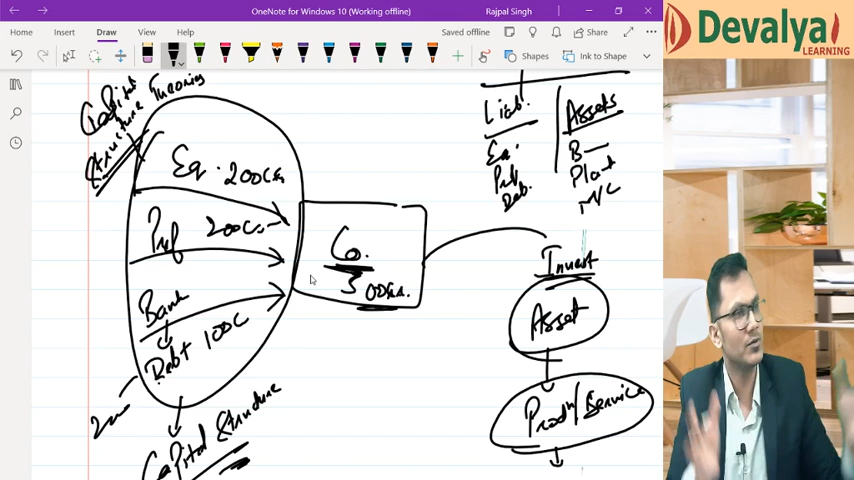 OneNote for Windows 10 (Working offline)
Rajpal Singh
Home
Insert
Draw
View
Help
Saved offline
Share
Shapes
Ink to Shape
Devalya
LEARNING
Capital
Structure Theories
Eq. 200Cr
Pref 200Cr
Bank
Debt 100C
Capital Structure
Co.
500Cr.
Liab.
Eq.
Pref
Deb.
Assets
B—
Plant
M/C
Invest
Asset
Prodn/Service